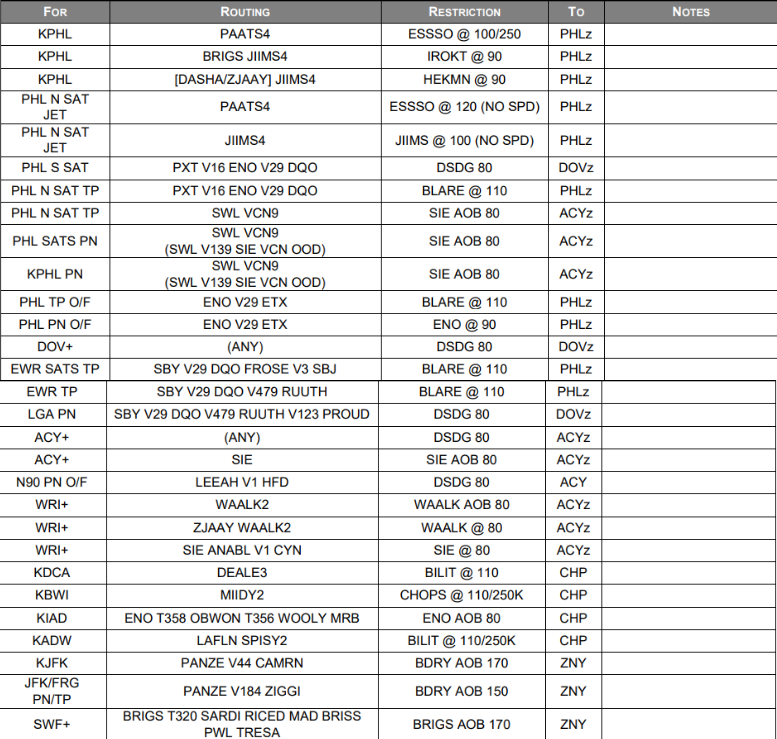 FOR ROUTING RESTRICTION TO NOTES
KPHL PAATS4 ESSSO @ 100/250 PHLz
KPHL BRIGS JIIMS4 IROKT @ 90 PHLz
KPHL [DASHA/ZJAAY] JIIMS4 HEKMN @ 90 PHLz
PHL N SAT
JET PAATS4 ESSSO @ 120 (NO SPD) PHLz
PHL N SAT
JET JIIMS4 JIIMS @ 100 (NO SPD) PHLz
PHL S SAT PXT V16 ENO V29 DQO DSDG 80 DOVz
PHL N SAT TP PXT V16 ENO V29 DQO BLARE @ 110 PHLz
PHL N SAT TP SWL VCN9 SIE AOB 80 ACYz
PHL SATS PN SWL VCN9
(SWL V139 SIE VCN OOD) SIE AOB 80 ACYz
KPHL PN SWL VCN9
(SWL V139 SIE VCN OOD) SIE AOB 80 ACYz
PHL TP O/F ENO V29 ETX BLARE @ 110 PHLz
PHL PN O/F ENO V29 ETX ENO @ 90 PHLz
DOV+ (ANY) DSDG 80 DOVz
EWR SATS TP SBY V29 DQO FROSE V3 SBJ BLARE @ 110 PHLz
EWR TP SBY V29 DQO V479 RUUTH BLARE @ 110 PHLz
LGA PN SBY V29 DQO V479 RUUTH V123 PROUD DSDG 80 DOVz
ACY+ (ANY) DSDG 80 ACYz
ACY+ SIE SIE AOB 80 ACYz
N90 PN O/F LEEAH V1 HFD DSDG 80 ACY
WRI+ WAALK2 WAALK AOB 80 ACYz
WRI+ ZJAAY WAALK2 WAALK @ 80 ACYz
WRI+ SIE ANABL V1 CYN SIE @ 80 ACYz
KDCA DEALE3 BILIT @ 110 CHP
KBWI MIIDY2 CHOPS @ 110/250K CHP
KIAD ENO T358 OBWON T356 WOOLY MRB ENO AOB 80 CHP
KADW LAFLN SPISY2 BILIT @ 110/250K CHP
KJFK PANZE V44 CAMRN BDRY AOB 170 ZNY
JFK/FRG
PN/TP PANZE V184 ZIGGI BDRY AOB 150 ZNY
SWF+ BRIGS T320 SARDI RICED MAD BRISS
PWL TRESA BRIGS AOB 170 ZNY